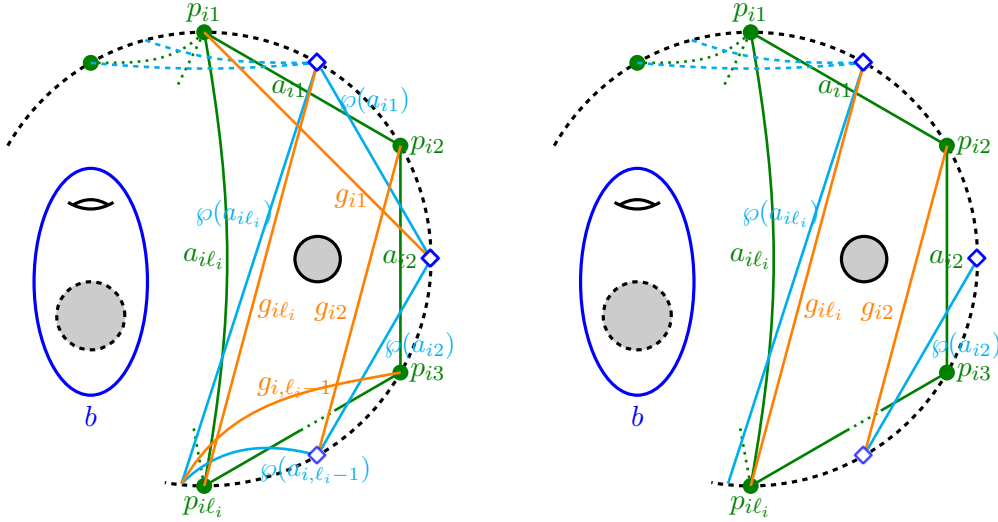 p_{i1}
a_{i1}
℘(a_{i1})
p_{i2}
g_{i1}
℘(a_{iℓ_i})
a_{iℓ_i}
a_{i2}
g_{iℓ_i}
g_{i2}
℘(a_{i2})
p_{i3}
g_{i,ℓ_i−1}
b
℘(a_{i,ℓ_i−1})
p_{iℓ_i}
p_{i1}
a_{i1}
p_{i2}
℘(a_{iℓ_i})
a_{iℓ_i}
a_{i2}
g_{iℓ_i}
g_{i2}
℘(a_{i2})
p_{i3}
b
p_{iℓ_i}